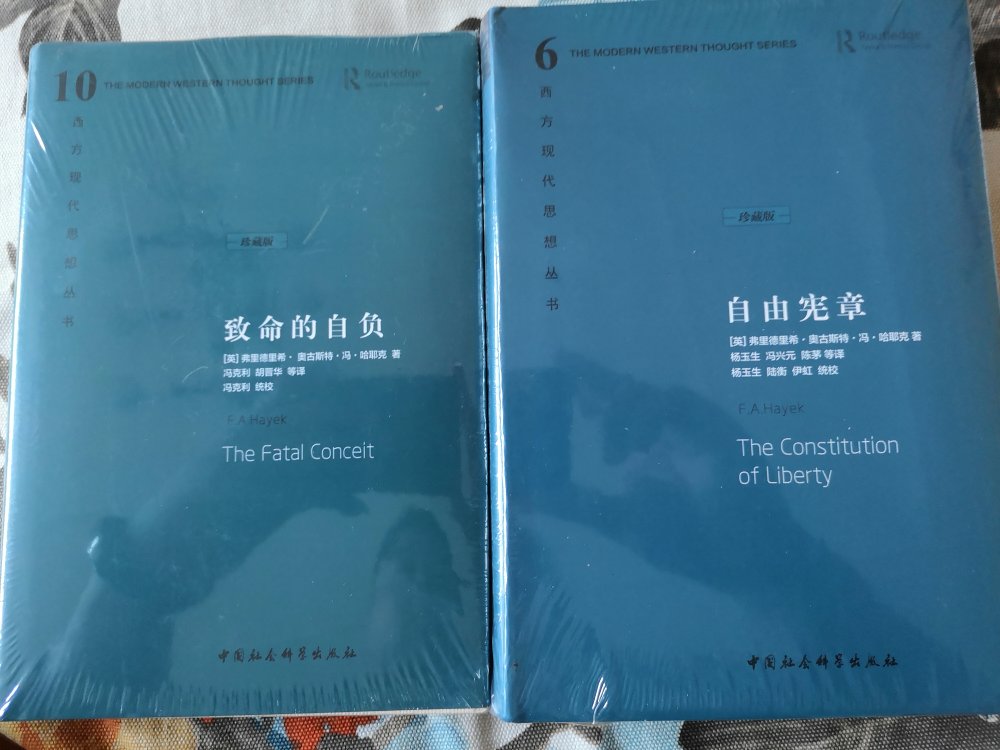 10 THE MODERN WESTERN THOUGHT SERIES
Routledge
西方现代思想丛书
珍藏版
致命的自负
[英] 弗里德里希·奥古斯特·冯·哈耶克 著
冯克利 胡晋华 等译
冯克利 统校
F.A.Hayek
The Fatal Conceit
中国社会科学出版社
6 THE MODERN WESTERN THOUGHT SERIES
Routledge
西方现代思想丛书
珍藏版
自由宪章
[英] 弗里德里希·奥古斯特·冯·哈耶克 著
杨玉生 冯兴元 陈茅 等译
杨玉生 陆衡 伊虹 统校
F.A.Hayek
The Constitution
of Liberty
中国社会科学出版社